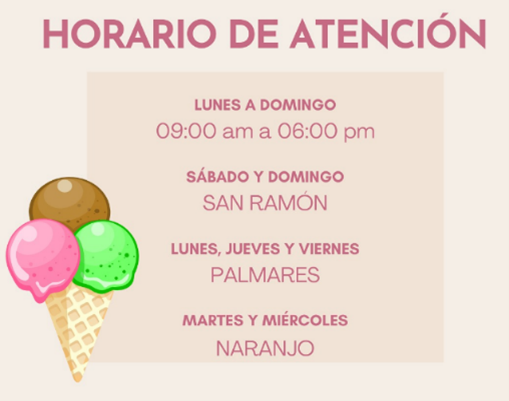 HORARIO DE ATENCIÓN
LUNES A DOMINGO
09:00 am a 06:00 pm
SÁBADO Y DOMINGO
SAN RAMÓN
LUNES, JUEVES Y VIERNES
PALMARES
MARTES Y MIÉRCOLES
NARANJO